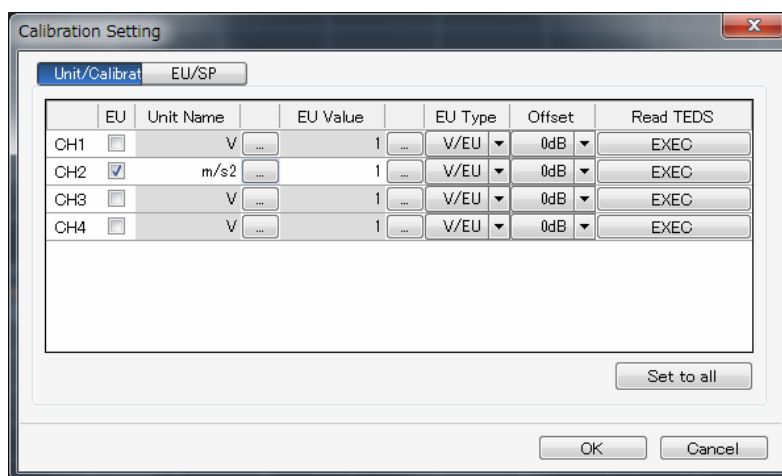 Calibration Setting
Unit/Calibrat EU/SP
EU Unit Name EU Value EU Type Offset Read TEDS
CH1 V ... 1 ... V/EU 0dB EXEC
CH2 m/s2 ... 1 ... V/EU 0dB EXEC
CH3 V ... 1 ... V/EU 0dB EXEC
CH4 V ... 1 ... V/EU 0dB EXEC
Set to all
OK Cancel